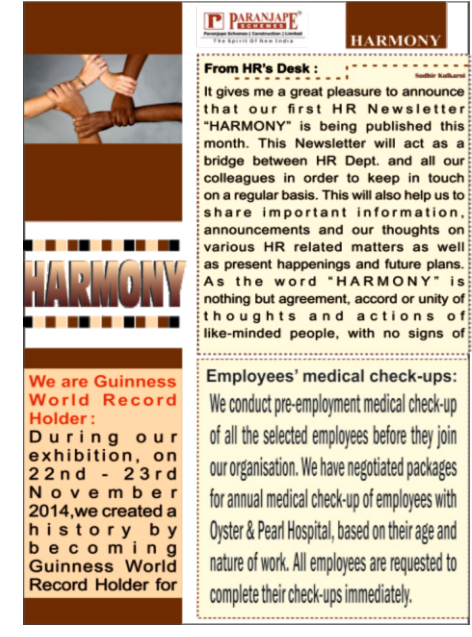 PARANJAPE
SCHEMES
Paranjape Schemes ( Construction ) Limited
The Spirit Of New India
HARMONY
From HR's Desk :
Sudhir Kulkarni
It gives me a great pleasure to announce
that our first HR Newsletter
“HARMONY” is being published this
month. This Newsletter will act as a
bridge between HR Dept. and all our
colleagues in order to keep in touch
on a regular basis. This will also help us to
share important information,
announcements and our thoughts on
various HR related matters as well
as present happenings and future plans.
As the word “HARMONY” is
nothing but agreement, accord or unity of
thoughts and actions of
like-minded people, with no signs of
HARMONY
We are Guinness
World Record
Holder :
During our
exhibition, on
22nd - 23rd
November
2014,we created a
history by
becoming
Guinness World
Record Holder for
Employees’ medical check-ups:
We conduct pre-employment medical check-up
of all the selected employees before they join
our organisation. We have negotiated packages
for annual medical check-up of employees with
Oyster & Pearl Hospital, based on their age and
nature of work. All employees are requested to
complete their check-ups immediately.